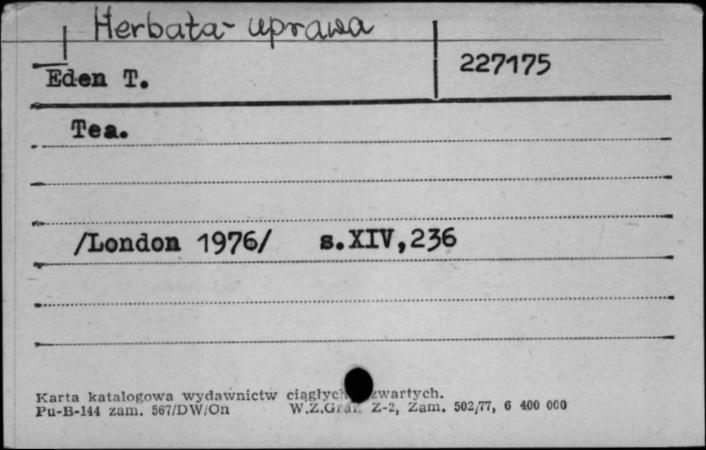 Herbata - uprawa
Eden T. 227175
Tea.
/London 1976/ s.XIV,236
Karta katalogowa wydawnictw zwartych.
Pu-B-144 zam. 567/DW/On W.Z.Graf. Z-2, Zam. 502/77, 6 400 000